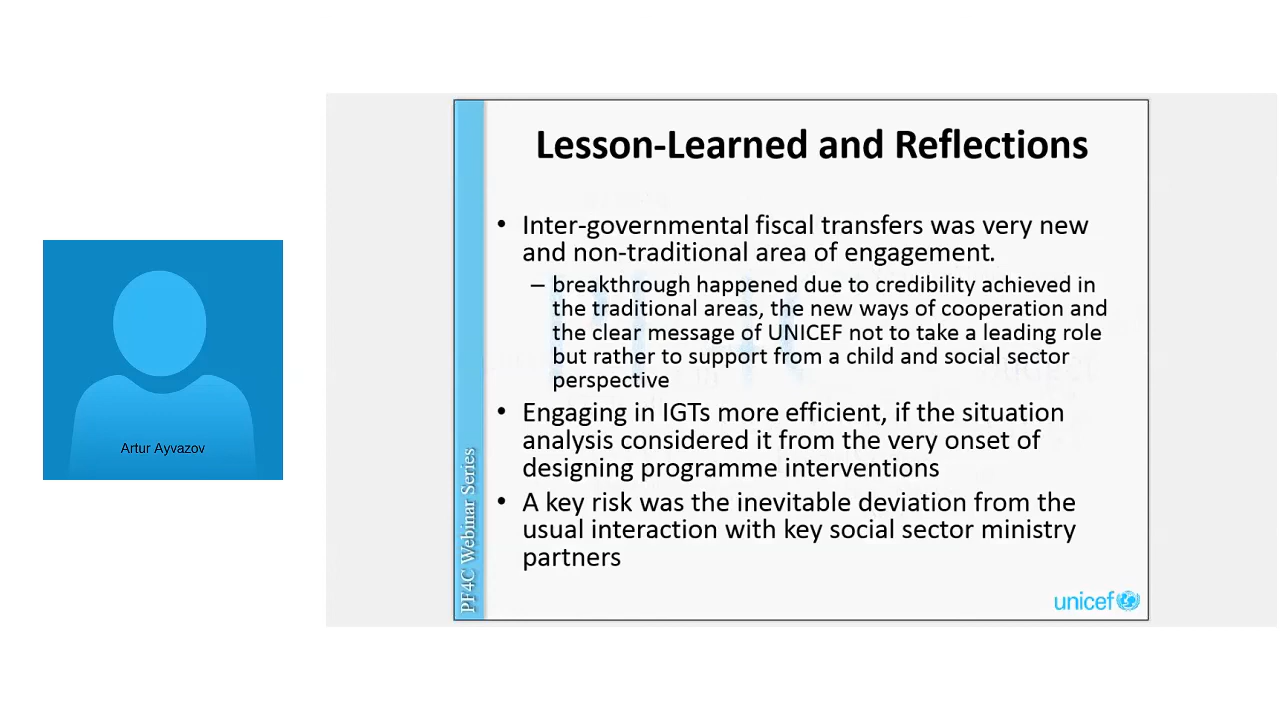 Lesson-Learned and Reflections
• Inter-governmental fiscal transfers was very new
and non-traditional area of engagement.
– breakthrough happened due to credibility achieved in
the traditional areas, the new ways of cooperation and
the clear message of UNICEF not to take a leading role
but rather to support from a child and social sector
perspective
• Engaging in IGTs more efficient, if the situation
analysis considered it from the very onset of
designing programme interventions
• A key risk was the inevitable deviation from the
usual interaction with key social sector ministry
partners
PF4C Webinar Series
unicef
Artur Ayvazov